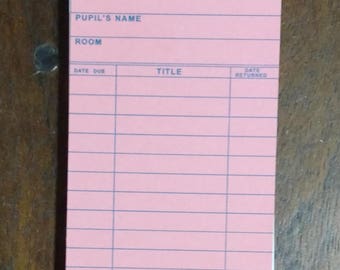 PUPIL'S NAME
ROOM
DATE DUE TITLE DATE RETURNED